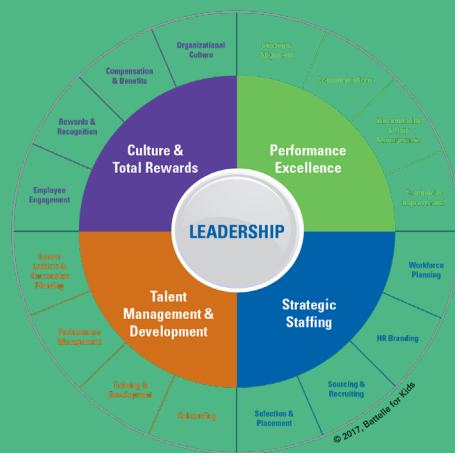 Organizational
Culture
Compensation
& Benefits
Rewards &
Recognition
Employee
Engagement
Culture &
Total Rewards
Performance
Excellence
LEADERSHIP
Talent
Management &
Development
Strategic
Staffing
Workforce
Planning
HR Branding
Sourcing &
Recruiting
Selection &
Placement
Onboarding
Training &
Development
Performance
Management
Planning
© 2017, Battelle for Kids